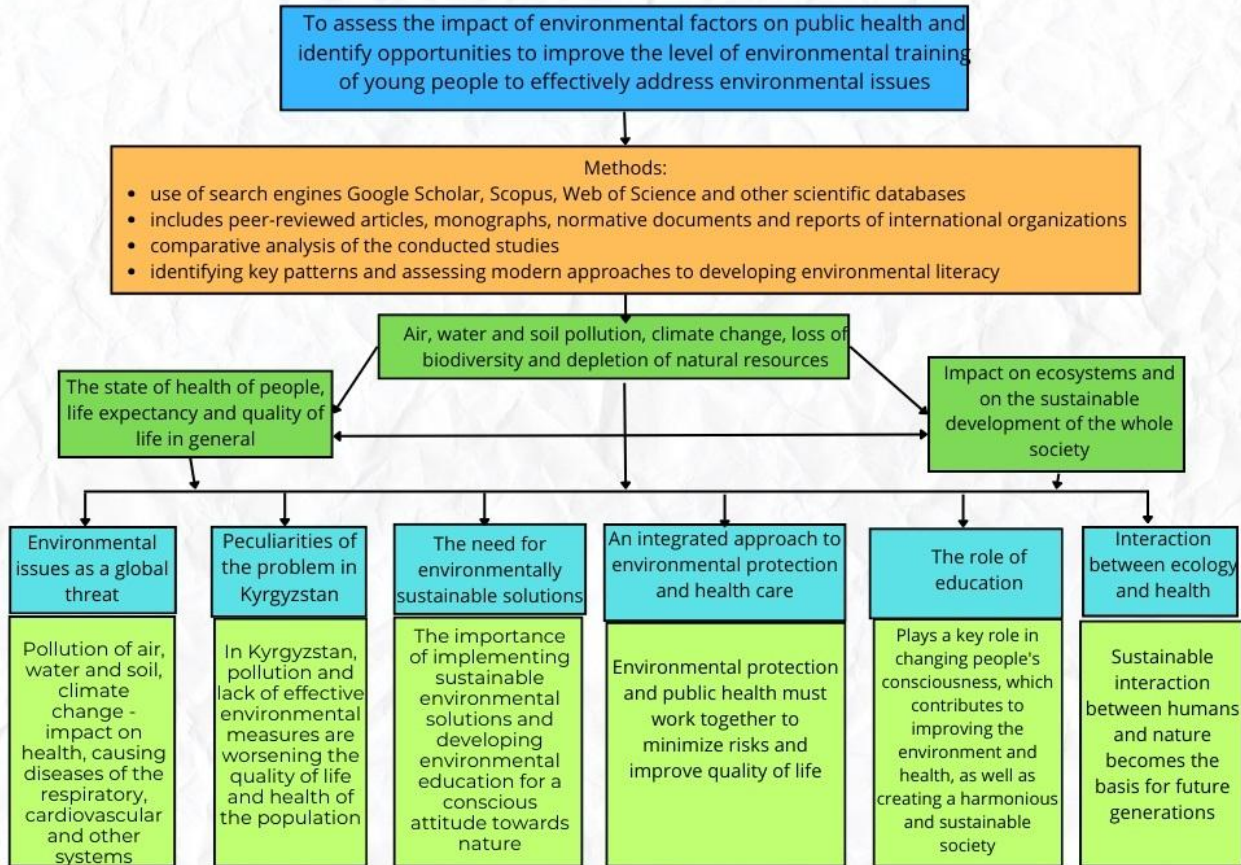 To assess the impact of environmental factors on public health and
identify opportunities to improve the level of environmental training
of young people to effectively address environmental issues
Methods:
• use of search engines Google Scholar, Scopus, Web of Science and other scientific databases
• includes peer-reviewed articles, monographs, normative documents and reports of international organizations
• comparative analysis of the conducted studies
• identifying key patterns and assessing modern approaches to developing environmental literacy
Air, water and soil pollution, climate change, loss of
biodiversity and depletion of natural resources
The state of health of people,
life expectancy and quality of
life in general
Impact on ecosystems and
on the sustainable
development of the whole
society
Environmental
issues as a global
threat
Peculiarities of
the problem in
Kyrgyzstan
The need for
environmentally
sustainable solutions
An integrated approach to
environmental protection
and health care
The role of
education
Interaction
between ecology
and health
Pollution of air,
water and soil,
climate
change -
impact on
health, causing
diseases of the
respiratory,
cardiovascular
and other
systems
In Kyrgyzstan,
pollution and
lack of effective
environmental
measures are
worsening the
quality of life
and health of
the population
The importance
of implementing
sustainable
environmental
solutions and
developing
environmental
education for a
conscious
attitude towards
nature
Environmental protection
and public health must
work together to
minimize risks and
improve quality of life
Plays a key role in
changing people's
consciousness, which
contributes to
improving the
environment and
health, as well as
creating a harmonious
and sustainable
society
Sustainable
interaction
between humans
and nature
becomes the
basis for future
generations